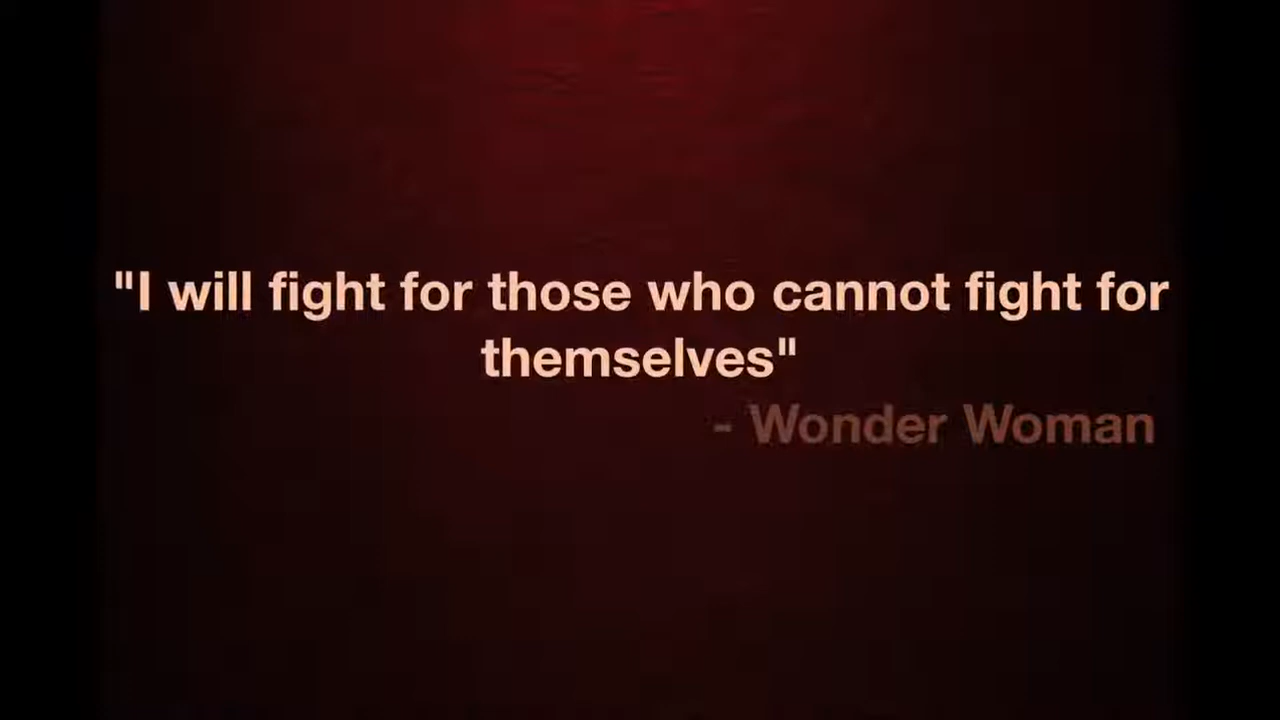 "I will fight for those who cannot fight for
themselves"
- Wonder Woman